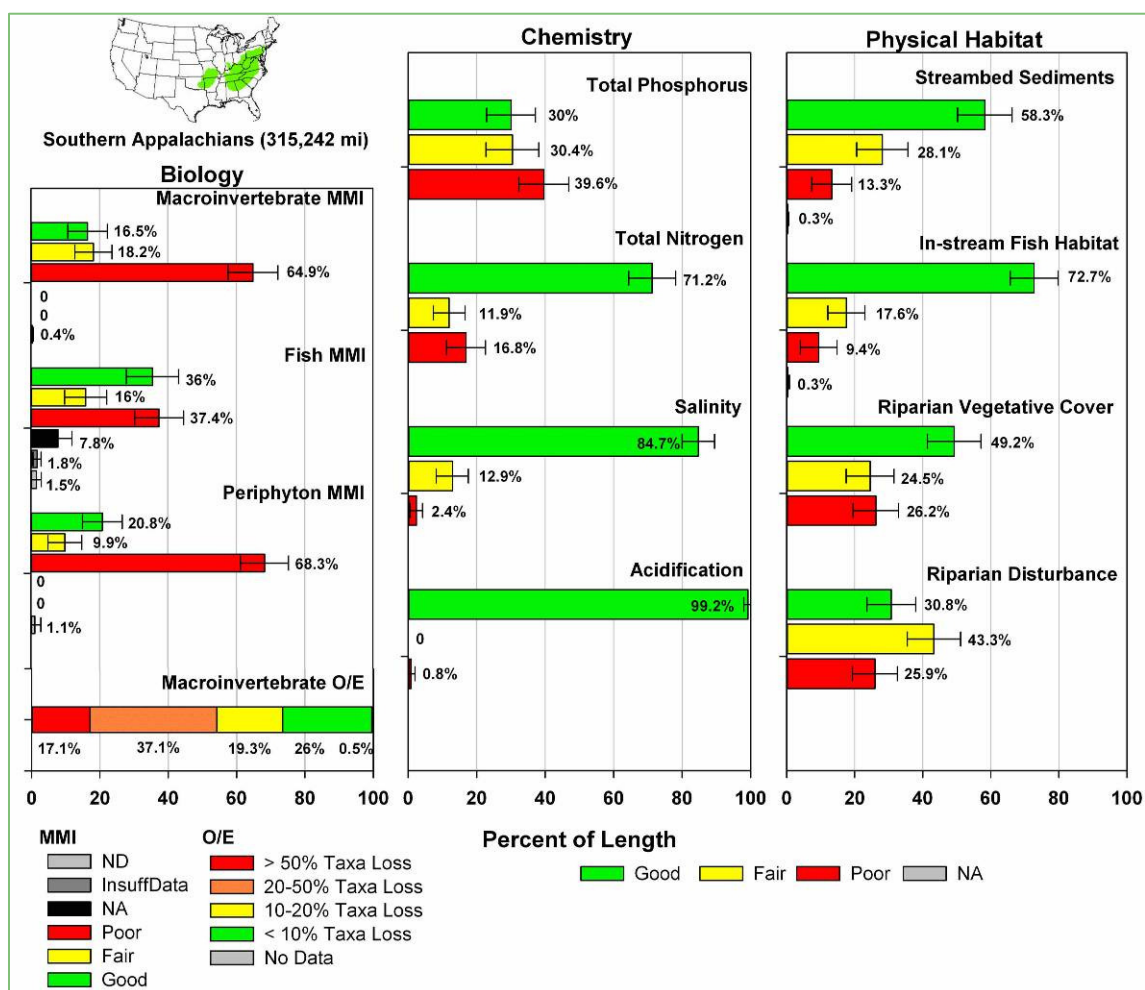 Southern Appalachians (315,242 mi)
Biology
Macroinvertebrate MMI
16.5%
18.2%
64.9%
0
0
0.4%
Fish MMI
36%
16%
37.4%
7.8%
1.8%
1.5%
Periphyton MMI
20.8%
9.9%
68.3%
0
0
1.1%
Macroinvertebrate O/E
17.1% 37.1% 19.3% 26% 0.5%
0 20 40 60 80 100
Chemistry
Total Phosphorus
30%
30.4%
39.6%
Total Nitrogen
71.2%
11.9%
16.8%
Salinity
84.7%
12.9%
2.4%
Acidification
99.2%
0
0.8%
0 20 40 60 80 100
Physical Habitat
Streambed Sediments
58.3%
28.1%
13.3%
0.3%
In-stream Fish Habitat
72.7%
17.6%
9.4%
0.3%
Riparian Vegetative Cover
49.2%
24.5%
26.2%
Riparian Disturbance
30.8%
43.3%
25.9%
0 20 40 60 80 100
Percent of Length
MMI
ND
InsuffData
NA
Poor
Fair
Good
O/E
> 50% Taxa Loss
20-50% Taxa Loss
10-20% Taxa Loss
< 10% Taxa Loss
No Data
Good Fair Poor NA